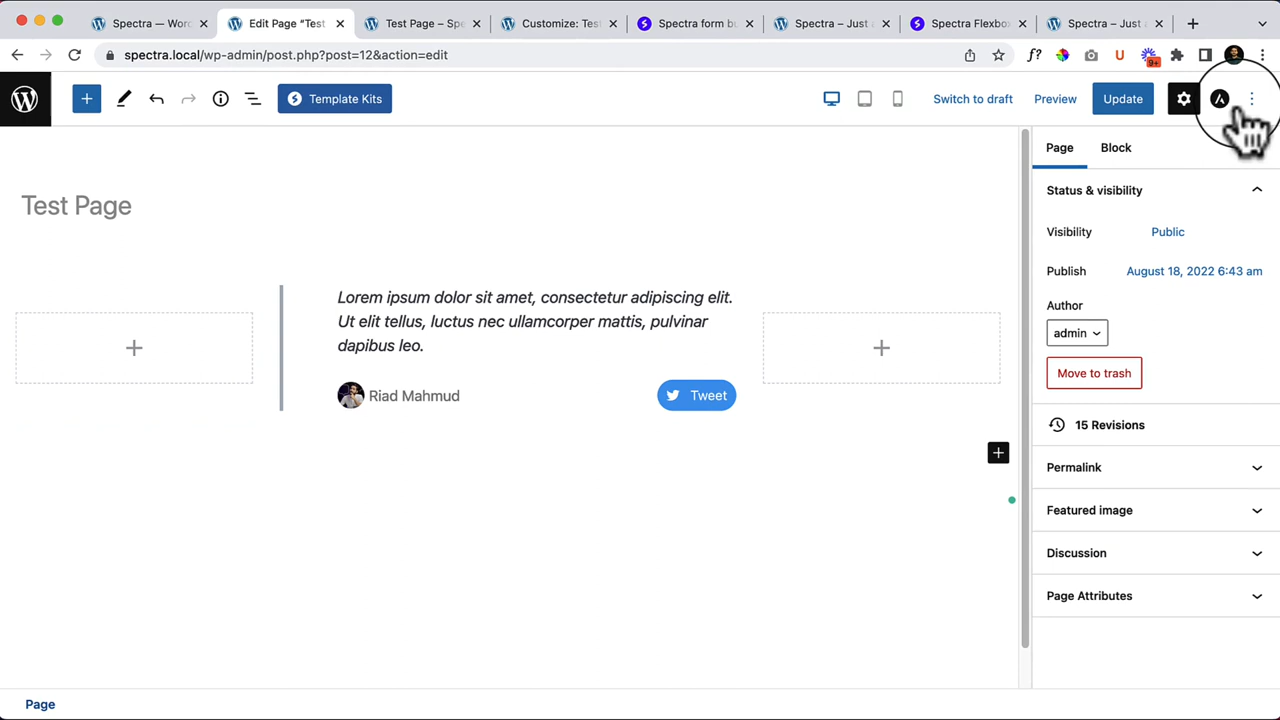 Spectra — Wor
Edit Page “Test
Test Page – Spe
Customize: Tes
Spectra form bu
Spectra – Just a
Spectra Flexbo
Spectra – Just a
spectra.local/wp-admin/post.php?post=12&action=edit
f?
U
9+
Template Kits
Switch to draft
Preview
Update
Page
Block
Status & visibility
Visibility
Public
Publish
August 18, 2022 6:43 am
Author
admin
Move to trash
15 Revisions
Permalink
Featured image
Discussion
Page Attributes
Test Page
Lorem ipsum dolor sit amet, consectetur adipiscing elit.
Ut elit tellus, luctus nec ullamcorper mattis, pulvinar
dapibus leo.
Riad Mahmud
Tweet
Page